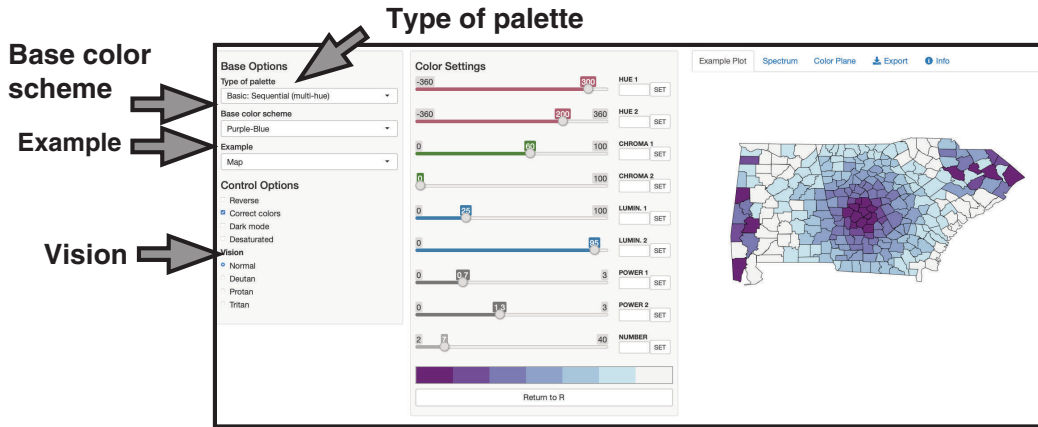 Type of palette
Base color
scheme
Example
Vision
Base Options
Type of palette
Basic: Sequential (multi-hue)
Base color scheme
Purple-Blue
Example
Map
Control Options
Reverse
Correct colors
Dark mode
Desaturated
Vision
Normal
Deutan
Protan
Tritan
Color Settings
-360 300 HUE 1 SET
-360 200 360 HUE 2 SET
0 60 100 CHROMA 1 SET
0 100 CHROMA 2 SET
0 25 100 LUMIN. 1 SET
0 95 LUMIN. 2 SET
0 0.7 3 POWER 1 SET
0 1.3 3 POWER 2 SET
2 7 40 NUMBER SET
Return to R
Example Plot Spectrum Color Plane Export Info